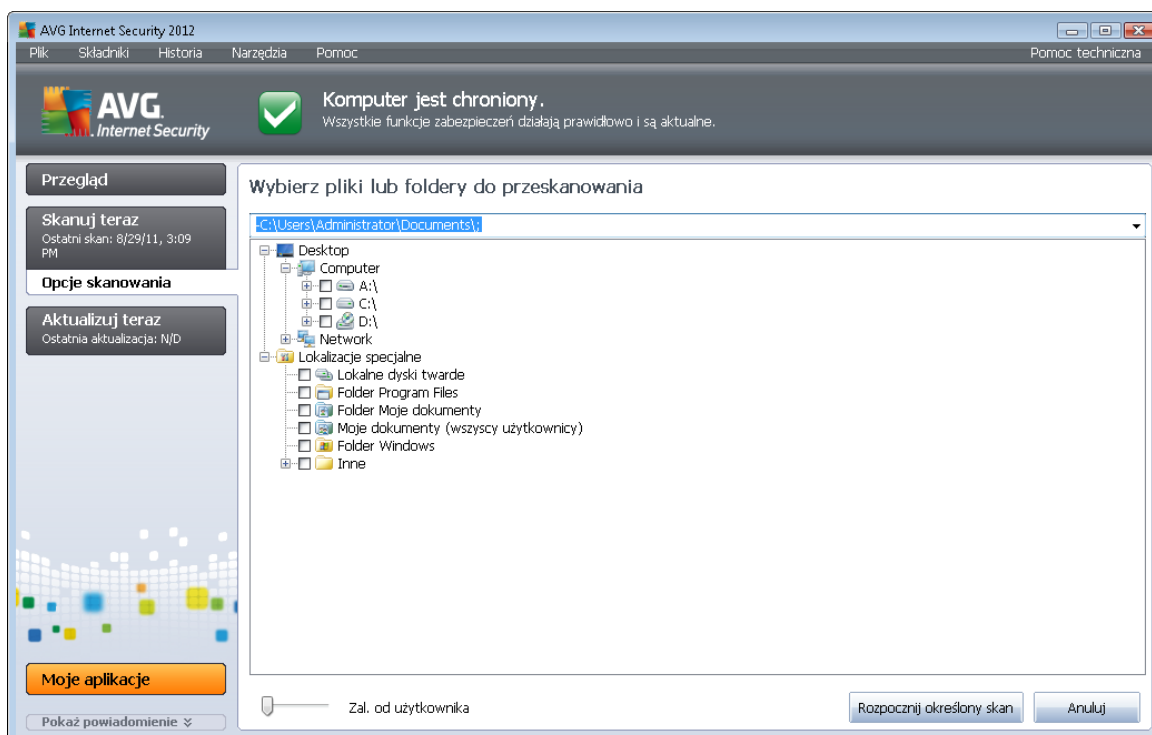 AVG Internet Security 2012
Plik Składniki Historia Narzędzia Pomoc Pomoc techniczna
AVG.
Internet Security
Komputer jest chroniony.
Wszystkie funkcje zabezpieczeń działają prawidłowo i są aktualne.
Przegląd
Skanuj teraz
Ostatni skan: 8/29/11, 3:09
PM
Opcje skanowania
Aktualizuj teraz
Ostatnia aktualizacja: N/D
Wybierz pliki lub foldery do przeskanowania
-C:\Users\Administrator\Documents\;
Desktop
Computer
A:\
C:\
D:\
Network
Lokalizacje specjalne
Lokalne dyski twarde
Folder Program Files
Folder Moje dokumenty
Moje dokumenty (wszyscy użytkownicy)
Folder Windows
Inne
Moje aplikacje
Pokaż powiadomienie
Zal. od użytkownika
Rozpocznij określony skan
Anuluj